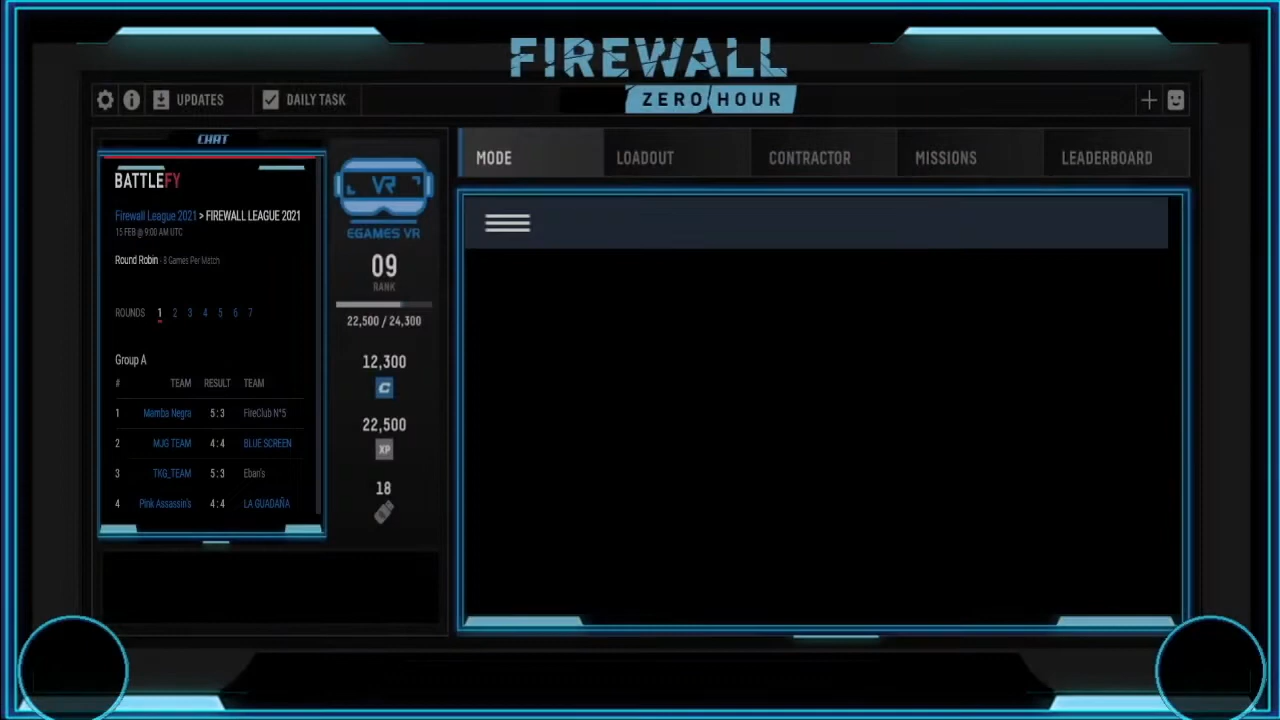 FIREWALL
ZERO HOUR
UPDATES
DAILY TASK
CHAT
BATTLEFY
Firewall League 2021 > FIREWALL LEAGUE 2021
15 FEB @ 9:00 AM UTC
Round Robin · 8 Games Per Match
ROUNDS 1 2 3 4 5 6 7
Group A
# TEAM RESULT TEAM
1 Mamba Negra 5 : 3 FireClub N°5
2 MJG TEAM 4 : 4 BLUE SCREEN
3 TKG_TEAM 5 : 3 Eban's
4 Pink Assassin's 4 : 4 LA GUADAÑA
VR
EGAMES VR
09
RANK
22,500 / 24,300
12,300
C
22,500
XP
18
MODE
LOADOUT
CONTRACTOR
MISSIONS
LEADERBOARD